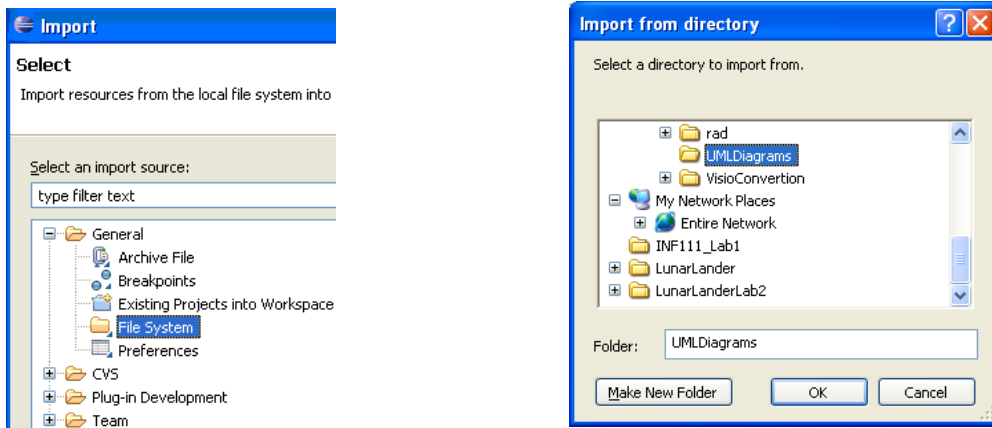 Import
Select
Import resources from the local file system into
Select an import source:
type filter text
General
Archive File
Breakpoints
Existing Projects into Workspace
File System
Preferences
CVS
Plug-in Development
Team
Import from directory
Select a directory to import from.
rad
UMLDiagrams
VisioConvertion
My Network Places
Entire Network
INF111_Lab1
LunarLander
LunarLanderLab2
Folder: UMLDiagrams
Make New Folder OK Cancel